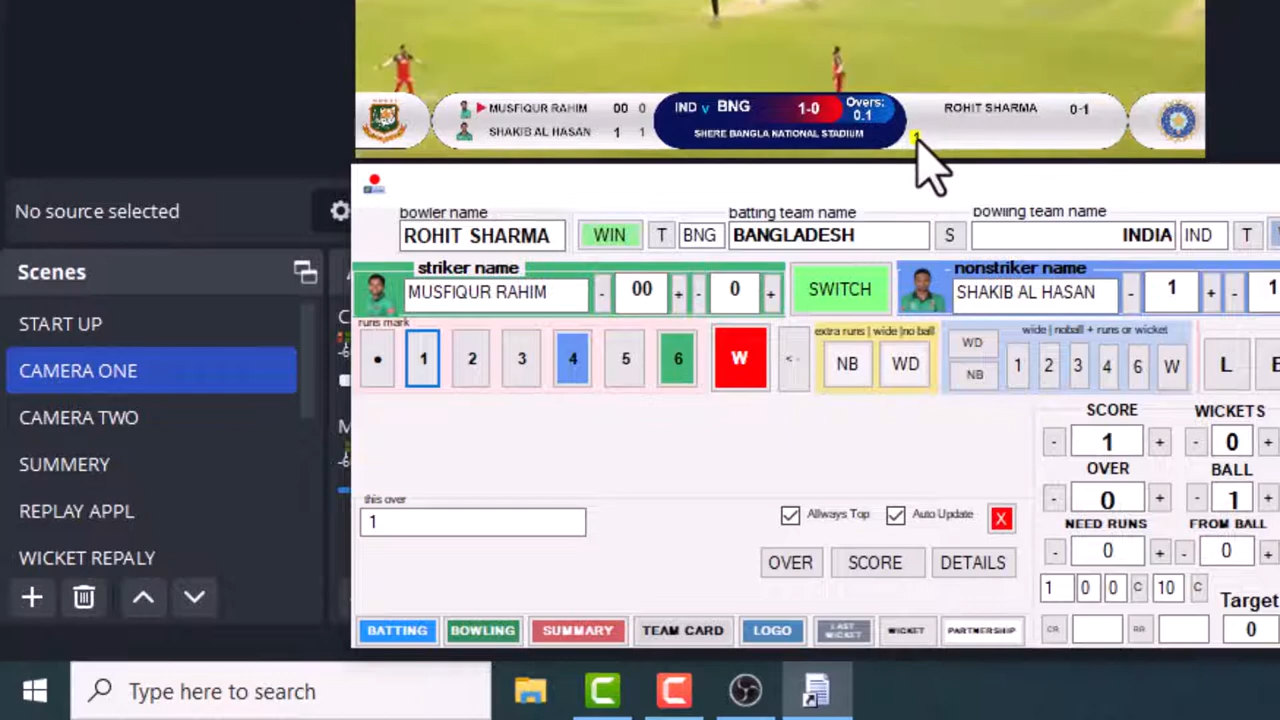 MUSFIQUR RAHIM 00 0
SHAKIB AL HASAN 1 1
IND v BNG 1-0 Overs: 0.1
SHERE BANGLA NATIONAL STADIUM
ROHIT SHARMA 0-1
No source selected
Scenes
START UP
CAMERA ONE
CAMERA TWO
SUMMERY
REPLAY APPL
WICKET REPALY
bowler name
ROHIT SHARMA
WIN T BNG
batting team name
BANGLADESH
S
bowling team name
INDIA IND T
striker name
MUSFIQUR RAHIM - 00 + - 0 +
SWITCH
nonstriker name
SHAKIB AL HASAN - 1 + - 1
runs mark
• 1 2 3 4 5 6 W <-
extra runs | wide |no ball
NB WD
wide | noball + runs or wicket
WD
NB
1 2 3 4 6 W
L
SCORE WICKETS
- 1 + - 0 +
OVER BALL
- 0 + - 1 +
NEED RUNS FROM BALL
- 0 + - 0 +
1 0 0 C 10 C
Target
CR RR 0
this over
1
Allways Top Auto Update X
OVER SCORE DETAILS
BATTING BOWLING SUMMARY TEAM CARD LOGO LAST WICKET WICKET PARTNERSHIP
Type here to search